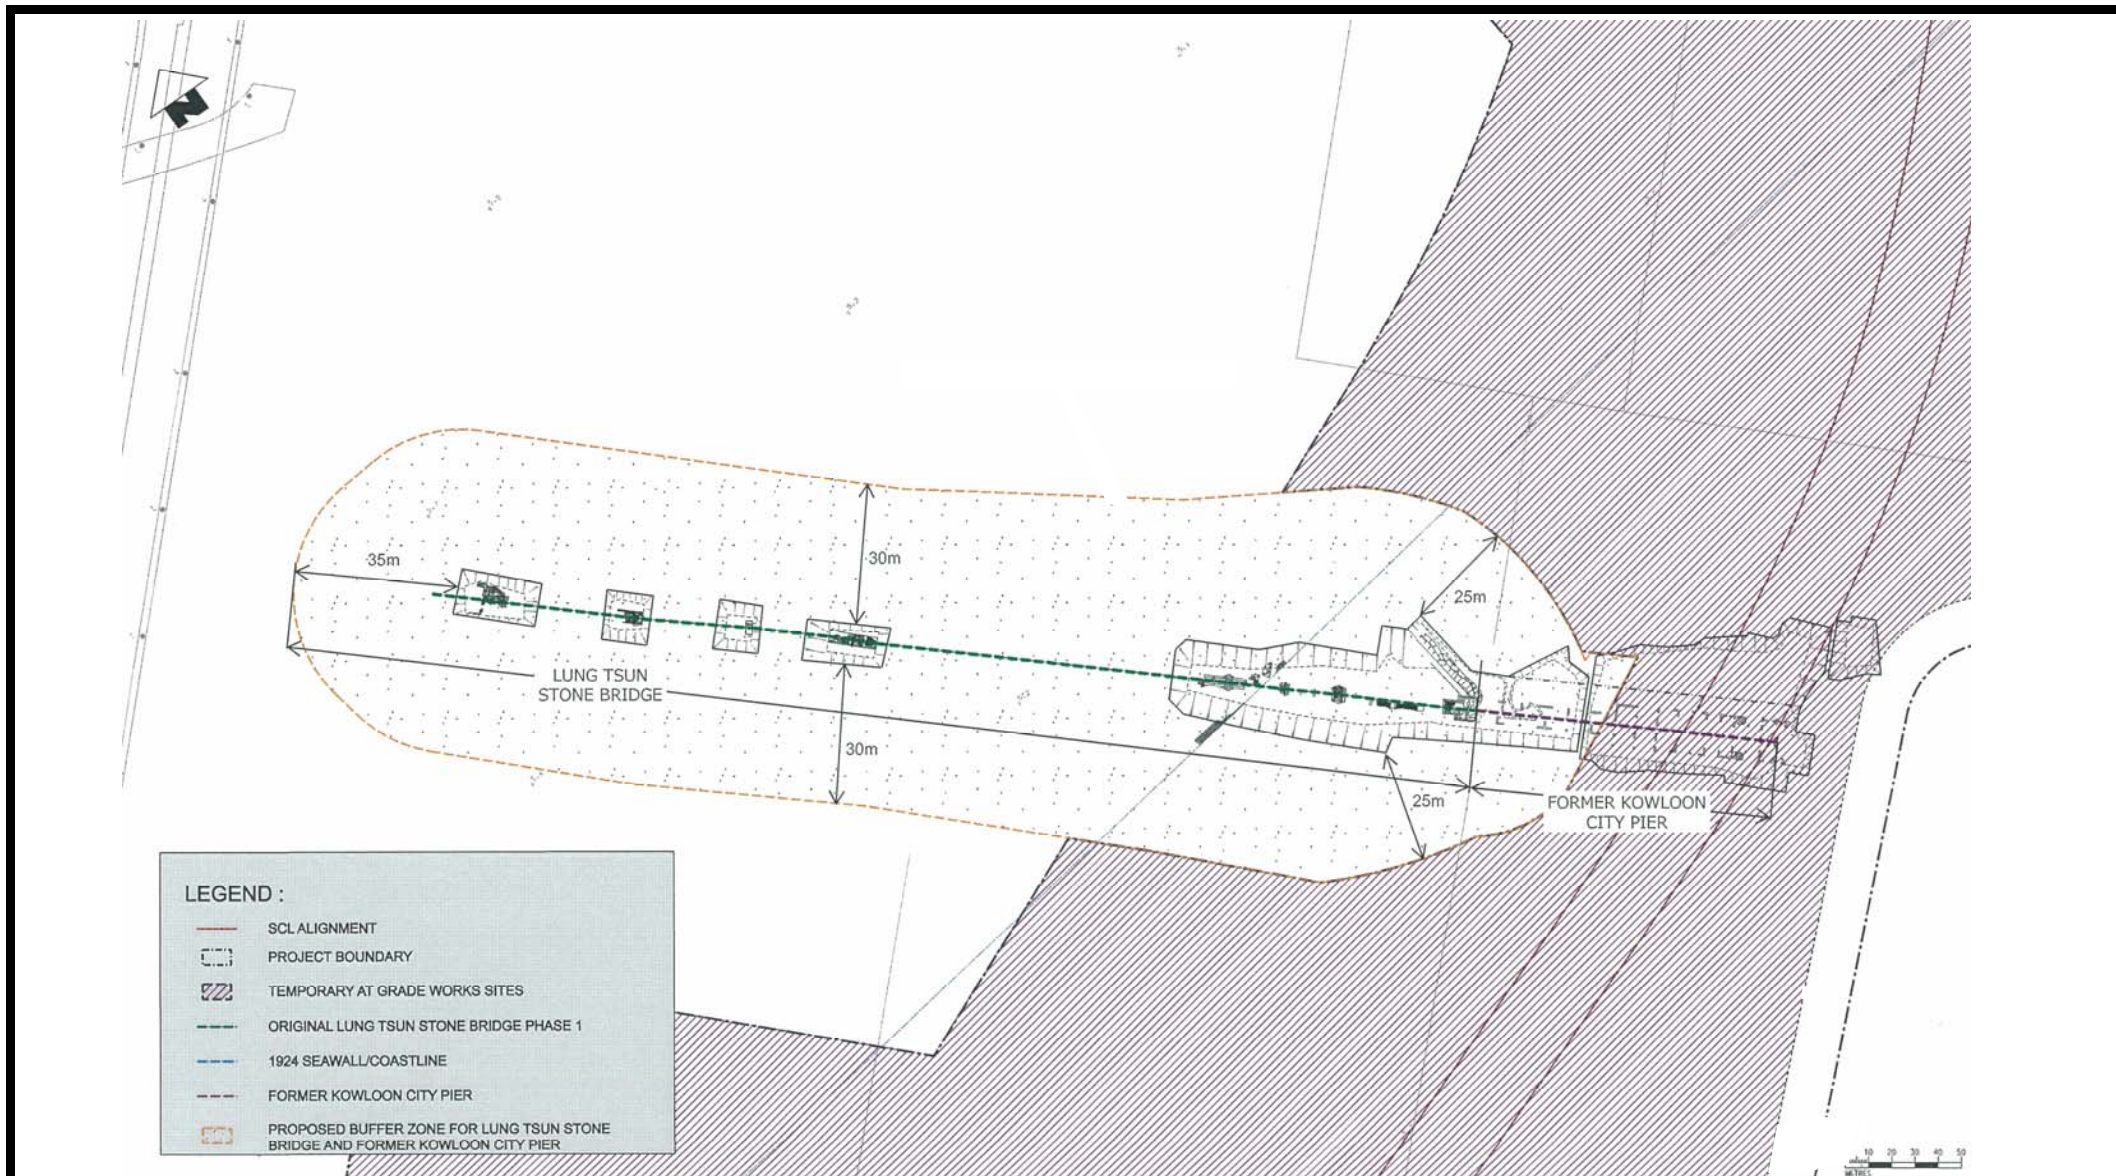 N
35m
30m
25m
LUNG TSUN
STONE BRIDGE
30m
25m
FORMER KOWLOON
CITY PIER
LEGEND :
SCL ALIGNMENT
PROJECT BOUNDARY
TEMPORARY AT GRADE WORKS SITES
ORIGINAL LUNG TSUN STONE BRIDGE PHASE 1
1924 SEAWALL/COASTLINE
FORMER KOWLOON CITY PIER
PROPOSED BUFFER ZONE FOR LUNG TSUN STONE
BRIDGE AND FORMER KOWLOON CITY PIER
10 20 30 40 50
METRES